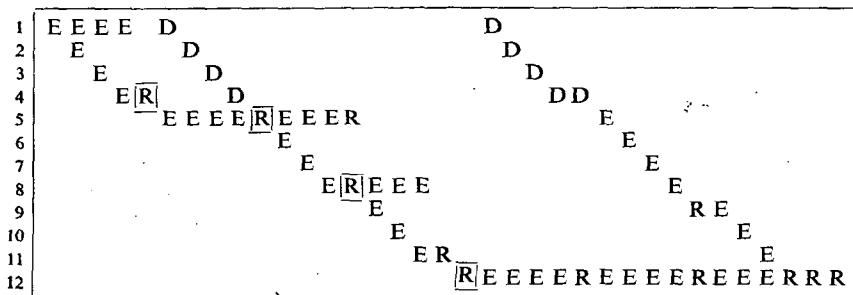 1 E E E E D D
2 E D D
3 E D D
4 E R D D D
5 E E E E R E E E R E
6 E E
7 E E
8 E R E E E E
9 E R E
10 E E
11 E R E
12 R E E E E R E E E E R E E E R R R